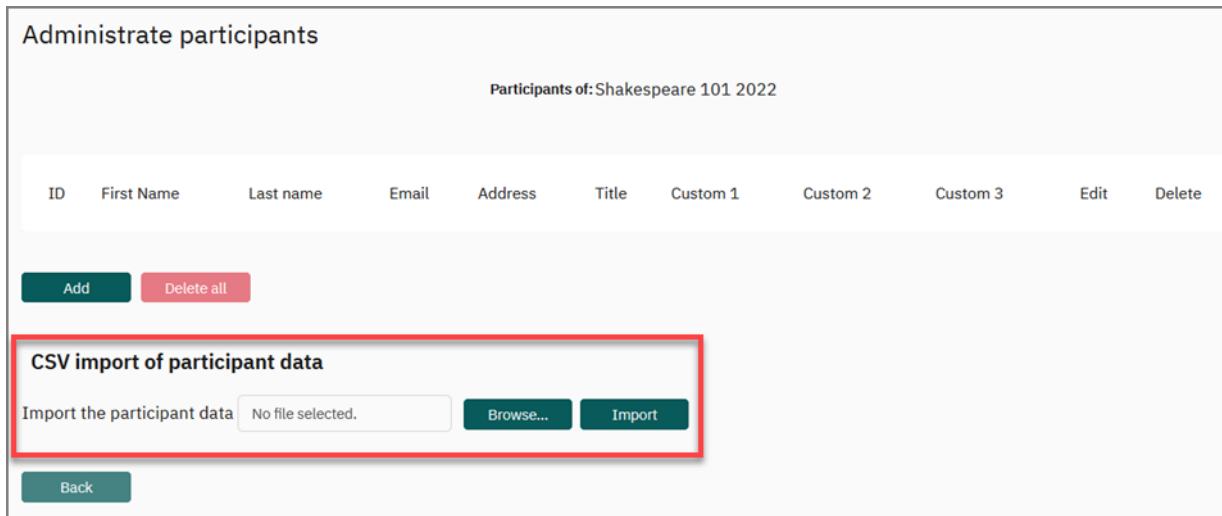 Administrate participants
Participants of: Shakespeare 101 2022
ID First Name Last name Email Address Title Custom 1 Custom 2 Custom 3 Edit Delete
Add Delete all
CSV import of participant data
Import the participant data No file selected. Browse... Import
Back